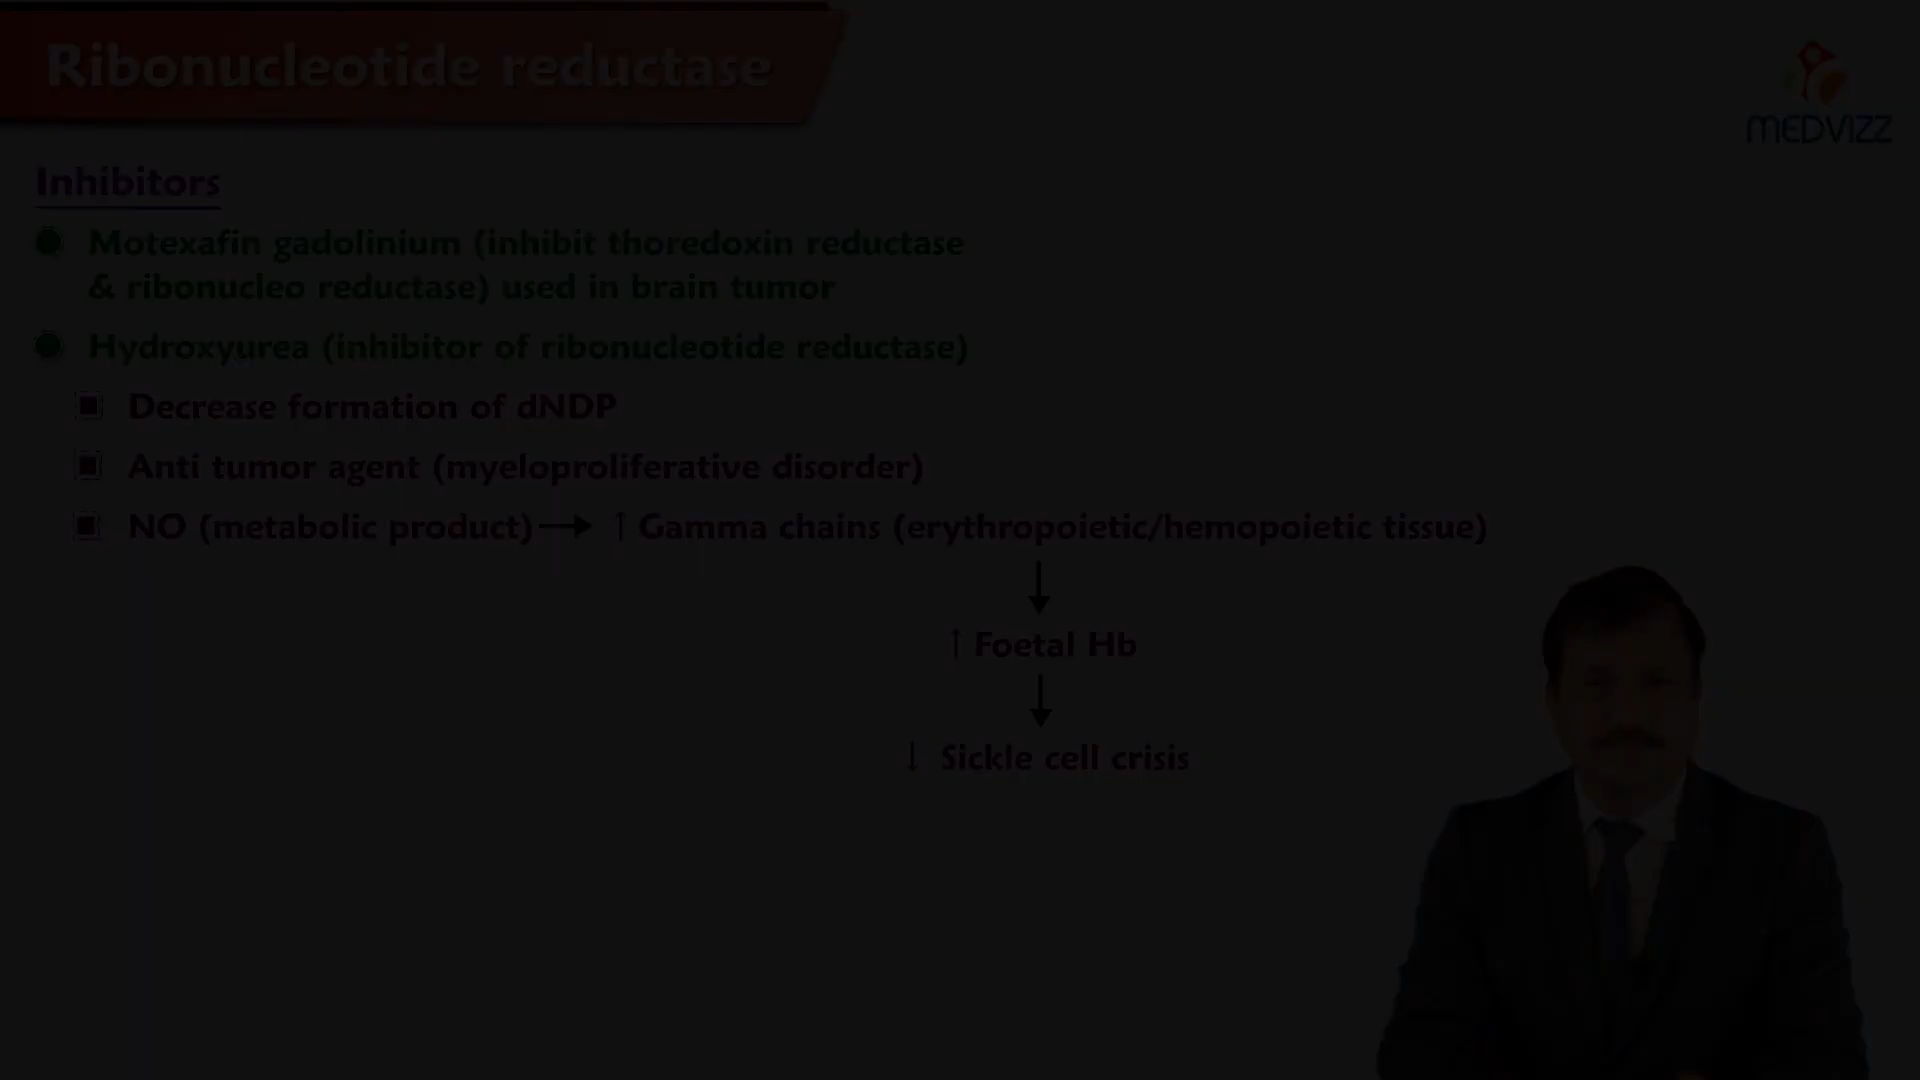 Ribonucleotide reductase
MEDVIZZ
Inhibitors
Motexafin gadolinium (inhibit thoredoxin reductase
& ribonucleo reductase) used in brain tumor
Hydroxyurea (inhibitor of ribonucleotide reductase)
Decrease formation of dNDP
Anti tumor agent (myeloproliferative disorder)
NO (metabolic product) → ↑ Gamma chains (erythropoietic/hemopoietic tissue)
↑ Foetal Hb
↓ Sickle cell crisis